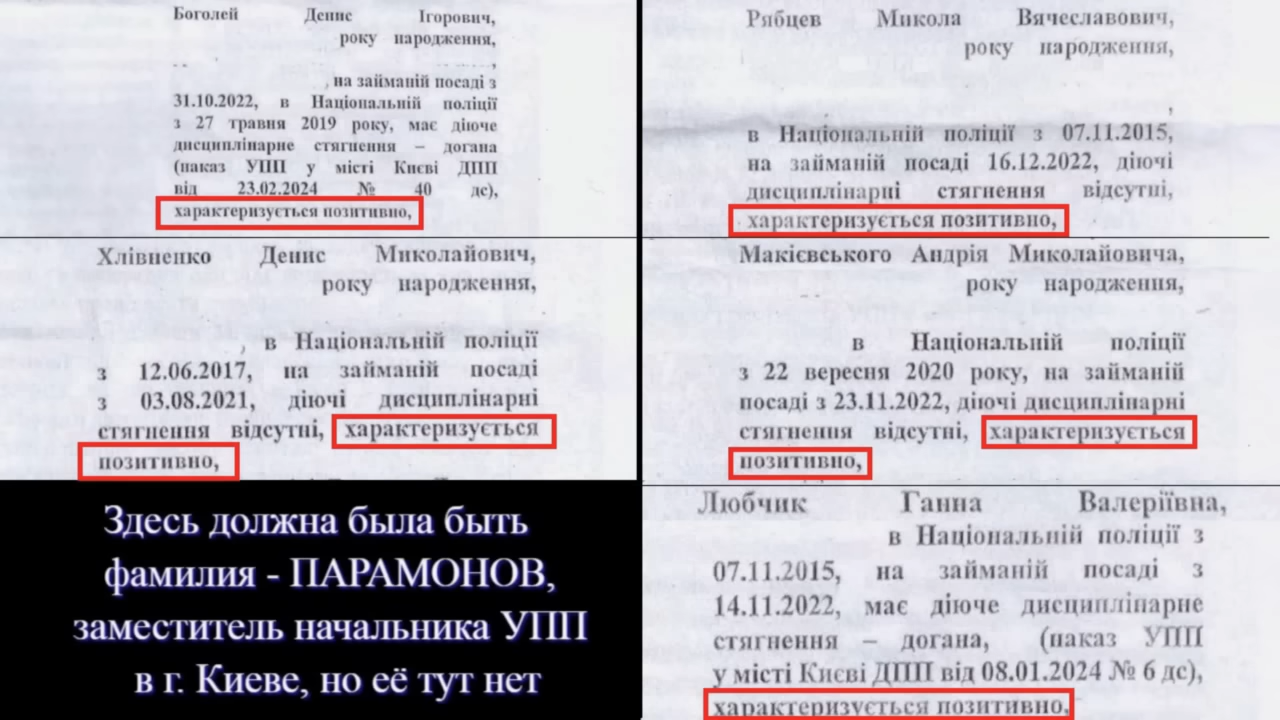 Боголей Денис Ігорович,
року народження,
, на займаній посаді з
31.10.2022, в Національній поліції
з 27 травня 2019 року, має діюче
дисциплінарне стягнення – догана
(наказ УПП у місті Києві ДПП
від 23.02.2024 № 40 дс),
характеризується позитивно,
Рябцев Микола Вячеславович,
року народження,
,
в Національній поліції з 07.11.2015,
на займаній посаді 16.12.2022, діючі
дисциплінарні стягнення відсутні,
характеризується позитивно,
Хлівненко Денис Миколайович,
року народження,
, в Національній поліції
з 12.06.2017, на займаній посаді
з 03.08.2021, діючі дисциплінарні
стягнення відсутні, характеризується
позитивно,
Макієвського Андрія Миколайовича,
року народження,
в Національній поліції
з 22 вересня 2020 року, на займаній
посаді з 23.11.2022, діючі дисциплінарні
стягнення відсутні, характеризується
позитивно,
Здесь должна была быть
фамилия - ПАРАМОНОВ,
заместитель начальника УПП
в г. Киеве, но её тут нет
Любчик Ганна Валеріївна,
в Національній поліції з
07.11.2015, на займаній посаді з
14.11.2022, має діюче дисциплінарне
стягнення – догана, (наказ УПП
у місті Києві ДПП від 08.01.2024 № 6 дс),
характеризується позитивно,